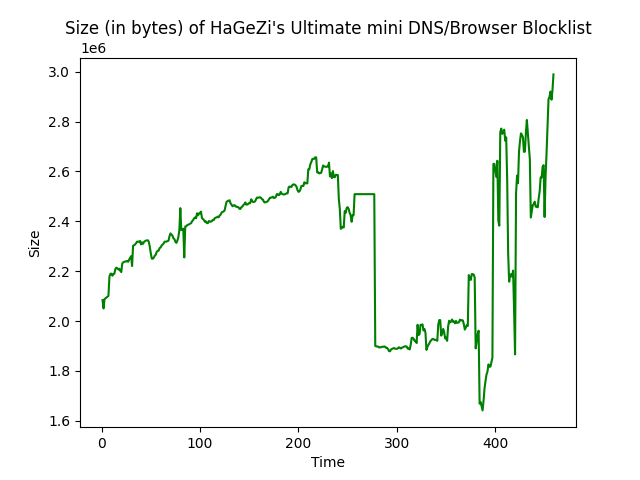 Size (in bytes) of HaGeZi's Ultimate mini DNS/Browser Blocklist
1e6
3.0
2.8
2.6
2.4
2.2
2.0
1.8
1.6
Size
0 100 200 300 400
Time